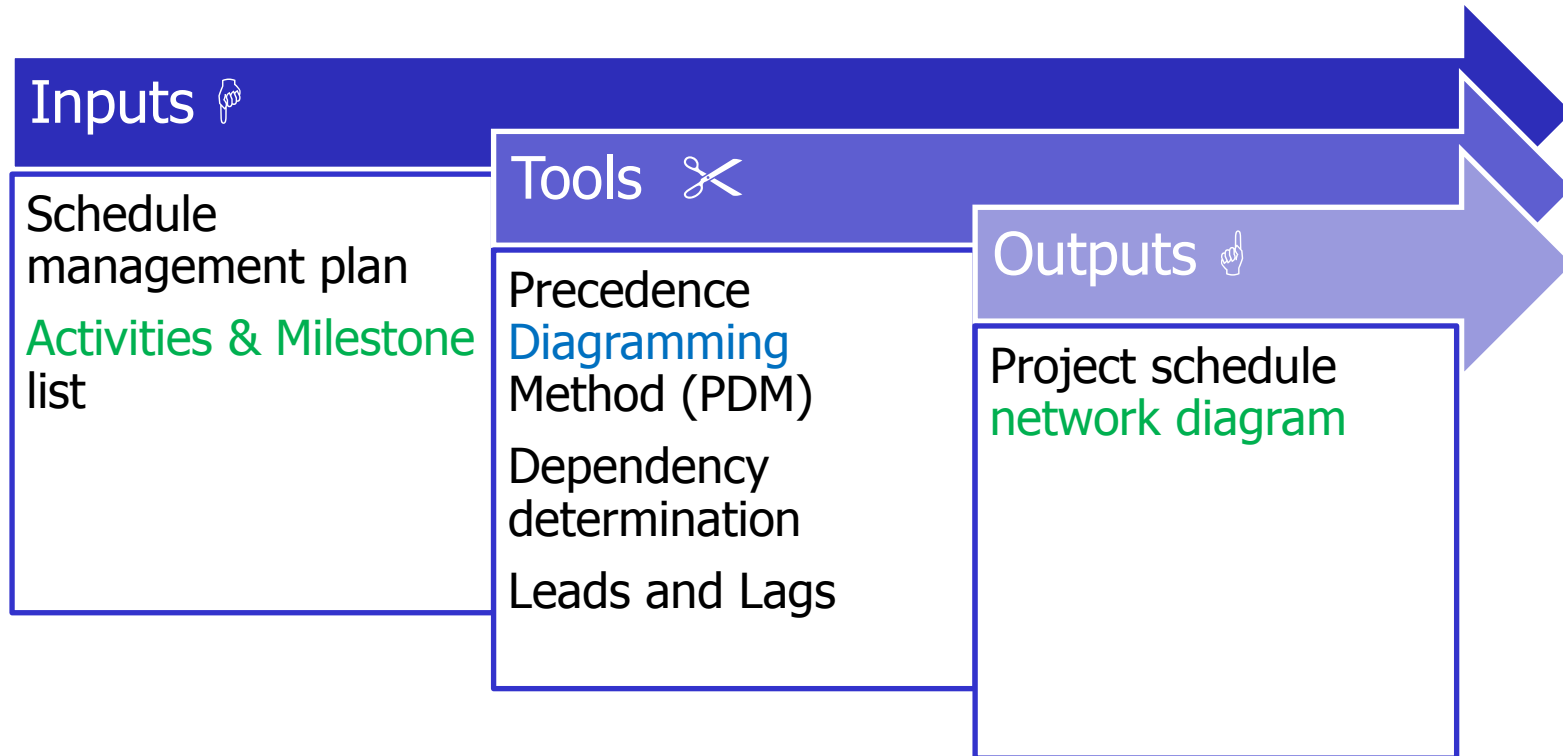 Inputs
Schedule
management plan
Activities & Milestone
list
Tools
Precedence
Diagramming
Method (PDM)
Dependency
determination
Leads and Lags
Outputs
Project schedule
network diagram